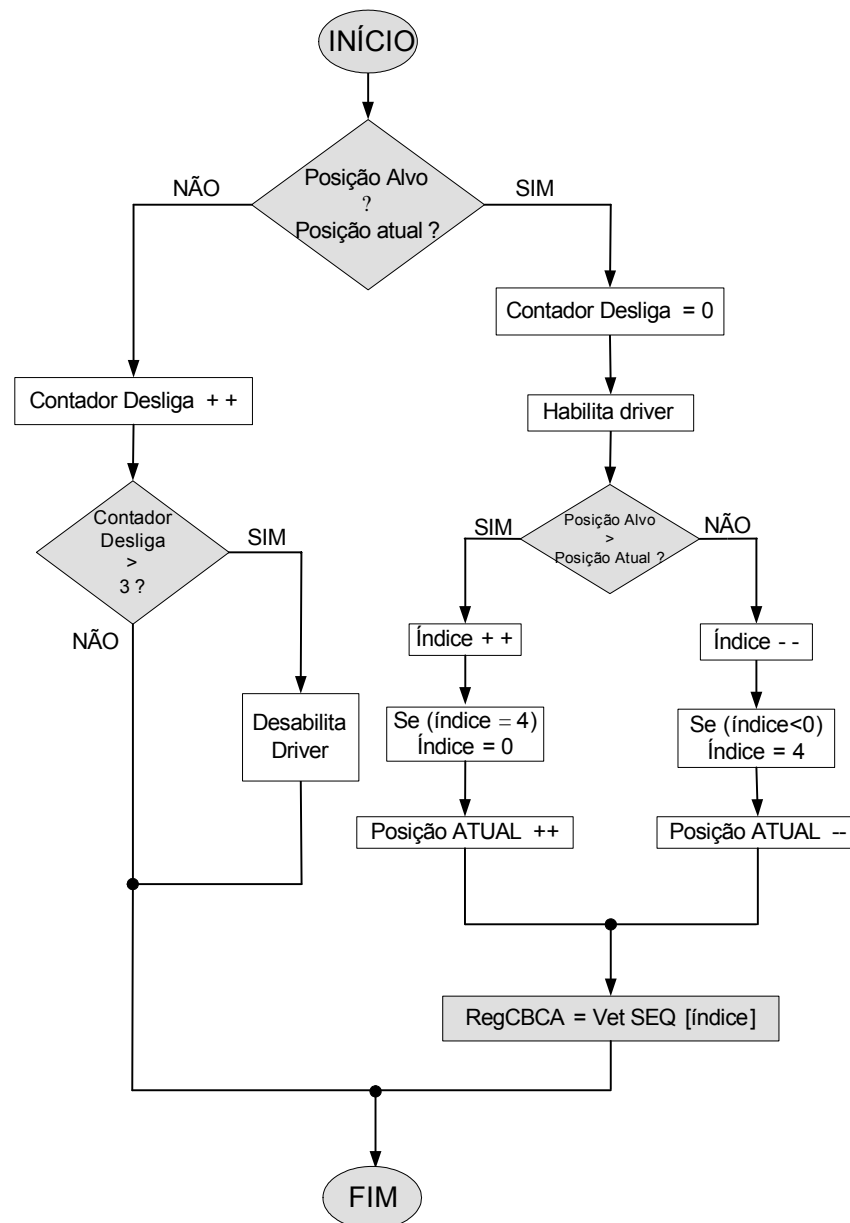 INÍCIO
Posição Alvo
?
Posição atual ?
NÃO
SIM
Contador Desliga + +
Contador
Desliga
>
3 ?
SIM
NÃO
Desabilita
Driver
Contador Desliga = 0
Habilita driver
Posição Alvo
>
Posição Atual ?
SIM
NÃO
Índice + +
Se (índice = 4)
Índice = 0
Posição ATUAL ++
Índice - -
Se (índice<0)
Índice = 4
Posição ATUAL --
RegCBCA = Vet SEQ [índice]
FIM